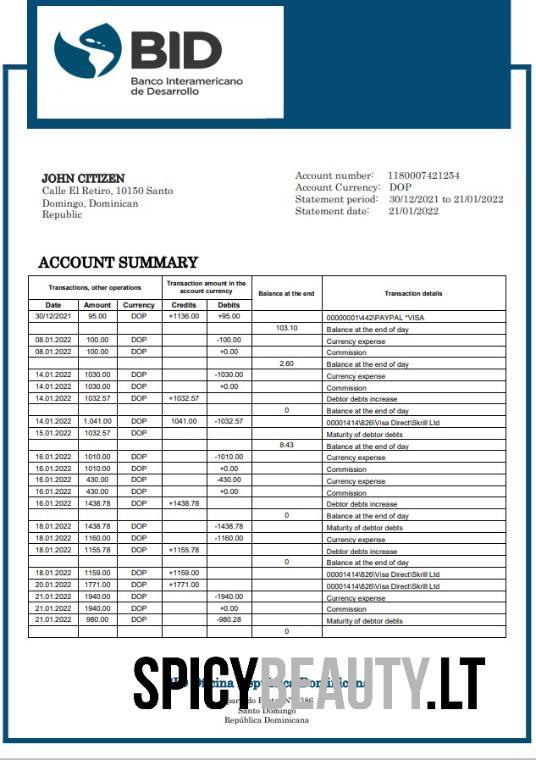 BID
Banco Interamericano
de Desarrollo
JOHN CITIZEN
Calle El Retiro, 10150 Santo
Domingo, Dominican
Republic
Account number: 1180007421254
Account Currency: DOP
Statement period: 30/12/2021 to 21/01/2022
Statement date: 21/01/2022
ACCOUNT SUMMARY
Transactions, other operations Transaction amount in the account currency Balance at the end Transaction details
Date Amount Currency Credits Debits
30/12/2021 95.00 DOP +1136.00 +95.00 00000001\442\PAYPAL *VISA
103.10 Balance at the end of day
08.01.2022 100.00 DOP -100.00 Currency expense
08.01.2022 100.00 DOP +0.00 Commission
2.60 Balance at the end of day
14.01.2022 1030.00 DOP -1030.00 Currency expense
14.01.2022 1030.00 DOP +0.00 Commission
14.01.2022 1032.57 DOP +1032.57 Debtor debts increase
0 Balance at the end of day
14.01.2022 1.041.00 DOP 1041.00 -1032.57 00001414\826\Visa Direct\Skrill Ltd
15.01.2022 1032.57 DOP Maturity of debtor debts
8.43 Balance at the end of day
16.01.2022 1010.00 DOP -1010.00 Currency expense
16.01.2022 1010.00 DOP +0.00 Commission
16.01.2022 430.00 DOP -430.00 Currency expense
16.01.2022 430.00 DOP +0.00 Commission
16.01.2022 1438.78 DOP +1438.78 Debtor debts increase
0 Balance at the end of day
18.01.2022 1438.78 DOP -1438.78 Maturity of debtor debts
18.01.2022 1160.00 DOP -1160.00 Currency expense
18.01.2022 1155.78 DOP +1155.78 Debtor debts increase
0 Balance at the end of day
18.01.2022 1159.00 DOP +1159.00 00001414\826\Visa Direct\Skrill Ltd
20.01.2022 1771.00 DOP +1771.00 00001414\826\Visa Direct\Skrill Ltd
21.01.2022 1940.00 DOP -1940.00 Currency expense
21.01.2022 1940.00 DOP +0.00 Commission
21.01.2022 980.00 DOP -980.28 Maturity of debtor debts
0
SPICYBEAUTY.LT
Santo Domingo
República Dominicana